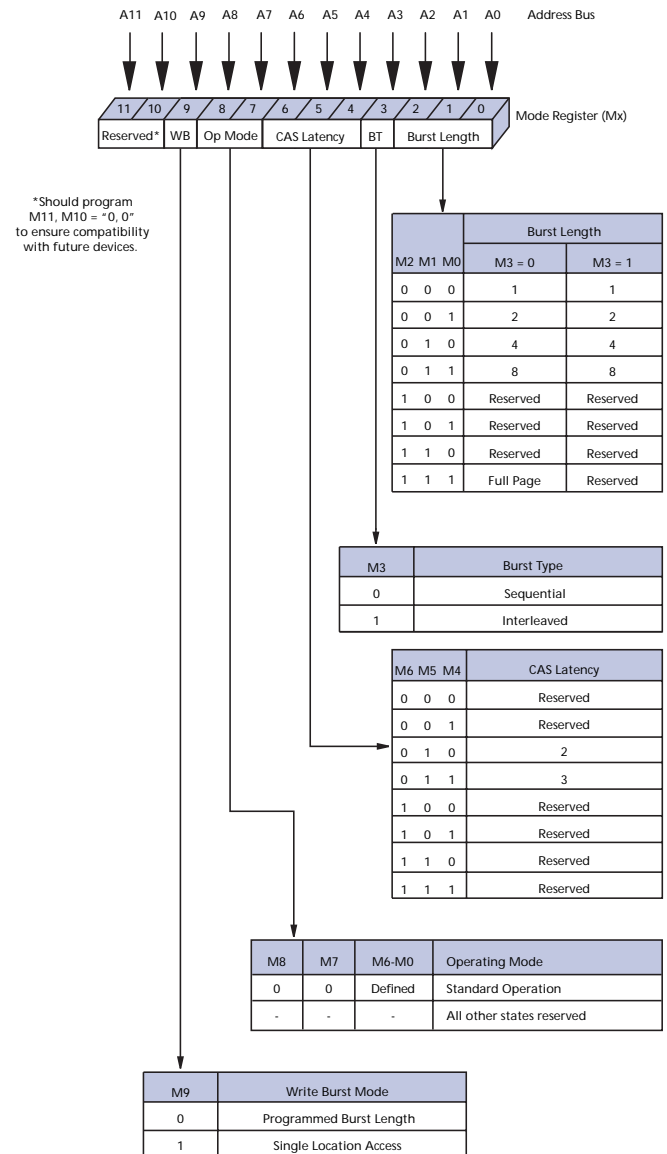 A11 A10 A9 A8 A7 A6 A5 A4 A3 A2 A1 A0 Address Bus
11 10 9 8 7 6 5 4 3 2 1 0
Mode Register (Mx)
Reserved* WB Op Mode CAS Latency BT Burst Length
*Should program
M11, M10 = “0, 0”
to ensure compatibility
with future devices.
Burst Length
M2 M1 M0 M3 = 0 M3 = 1
0 0 0 1 1
0 0 1 2 2
0 1 0 4 4
0 1 1 8 8
1 0 0 Reserved Reserved
1 0 1 Reserved Reserved
1 1 0 Reserved Reserved
1 1 1 Full Page Reserved
M3 Burst Type
0 Sequential
1 Interleaved
M6 M5 M4 CAS Latency
0 0 0 Reserved
0 0 1 Reserved
0 1 0 2
0 1 1 3
1 0 0 Reserved
1 0 1 Reserved
1 1 0 Reserved
1 1 1 Reserved
M8 M7 M6-M0 Operating Mode
0 0 Defined Standard Operation
- - - All other states reserved
M9 Write Burst Mode
0 Programmed Burst Length
1 Single Location Access